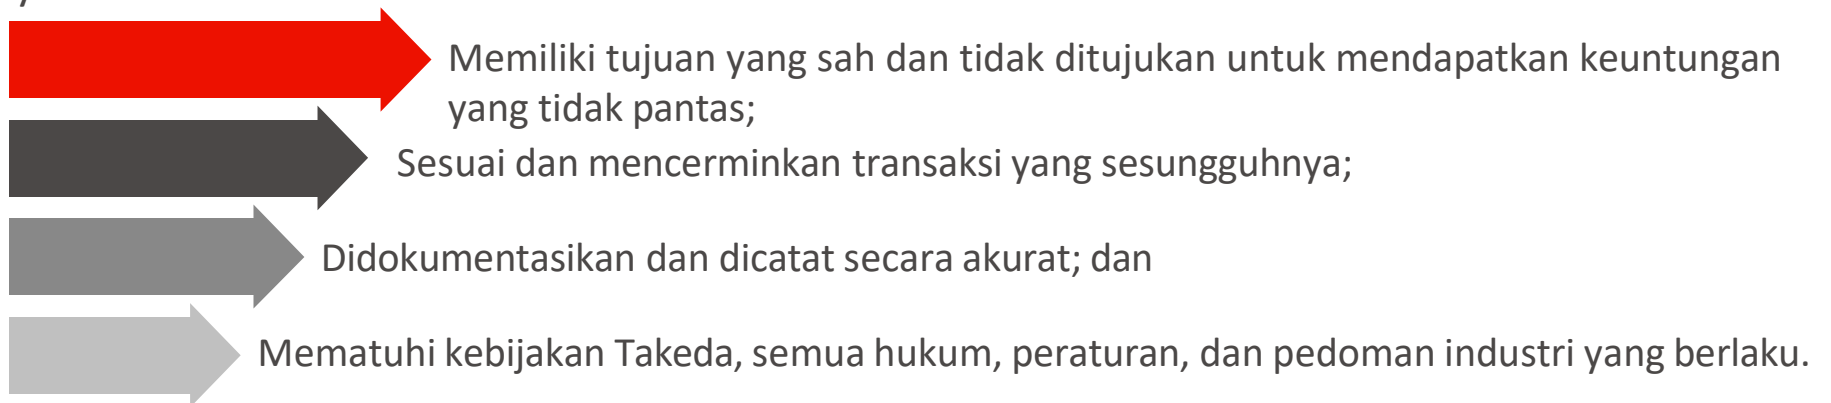 Memiliki tujuan yang sah dan tidak ditujukan untuk mendapatkan keuntungan
yang tidak pantas;
Sesuai dan mencerminkan transaksi yang sesungguhnya;
Didokumentasikan dan dicatat secara akurat; dan
Mematuhi kebijakan Takeda, semua hukum, peraturan, dan pedoman industri yang berlaku.